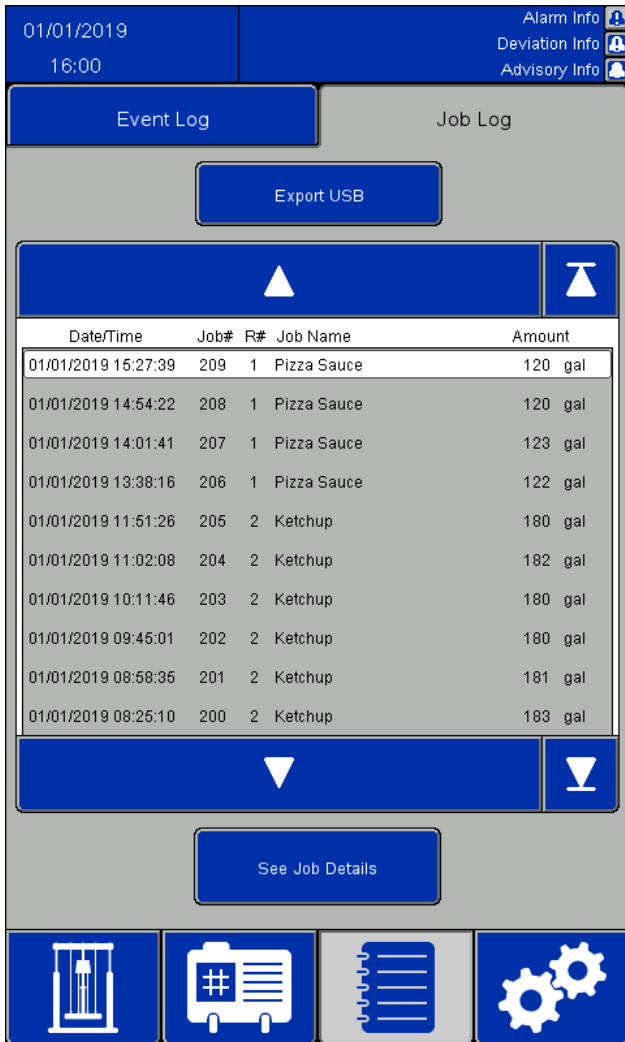 01/01/2019
16:00
Alarm Info
Deviation Info
Advisory Info
Event Log
Job Log
Export USB
Date/Time Job# R# Job Name Amount
01/01/2019 15:27:39 209 1 Pizza Sauce 120 gal
01/01/2019 14:54:22 208 1 Pizza Sauce 120 gal
01/01/2019 14:01:41 207 1 Pizza Sauce 123 gal
01/01/2019 13:38:16 206 1 Pizza Sauce 122 gal
01/01/2019 11:51:26 205 2 Ketchup 180 gal
01/01/2019 11:02:08 204 2 Ketchup 182 gal
01/01/2019 10:11:46 203 2 Ketchup 180 gal
01/01/2019 09:45:01 202 2 Ketchup 180 gal
01/01/2019 08:58:35 201 2 Ketchup 181 gal
01/01/2019 08:25:10 200 2 Ketchup 183 gal
See Job Details
#